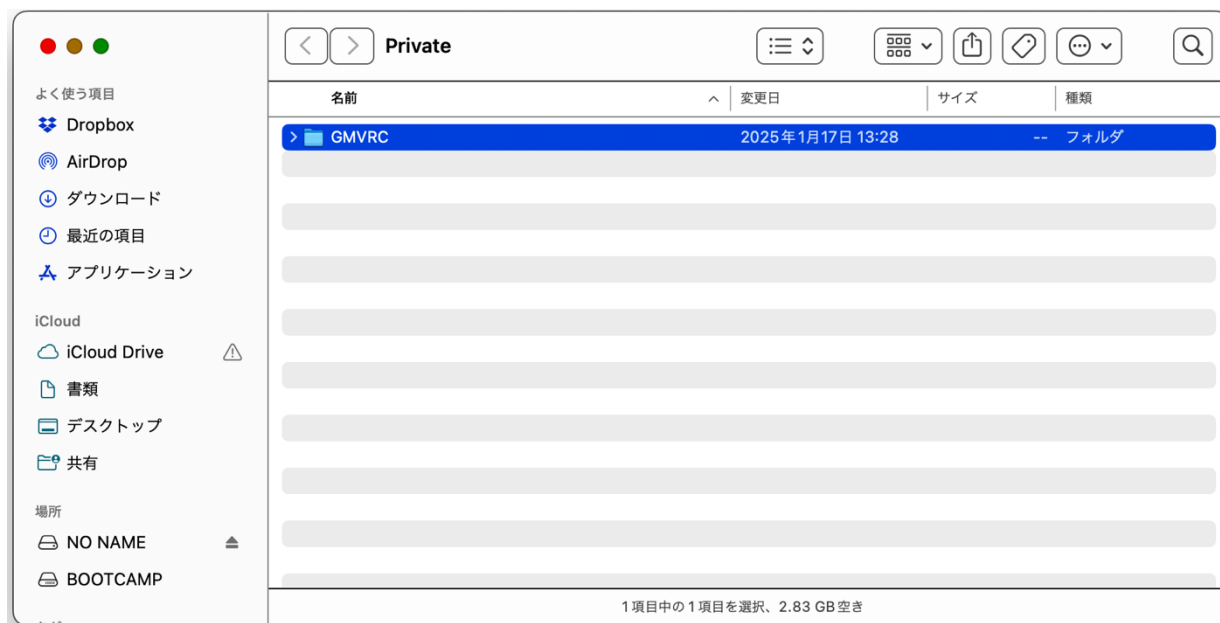 Private
よく使う項目
Dropbox
AirDrop
ダウンロード
最近の項目
アプリケーション
iCloud
iCloud Drive
書類
デスクトップ
共有
場所
NO NAME
BOOTCAMP
名前 変更日 サイズ 種類
GMVRC 2025年1月17日 13:28 -- フォルダ
1項目中の1項目を選択、2.83 GB空き